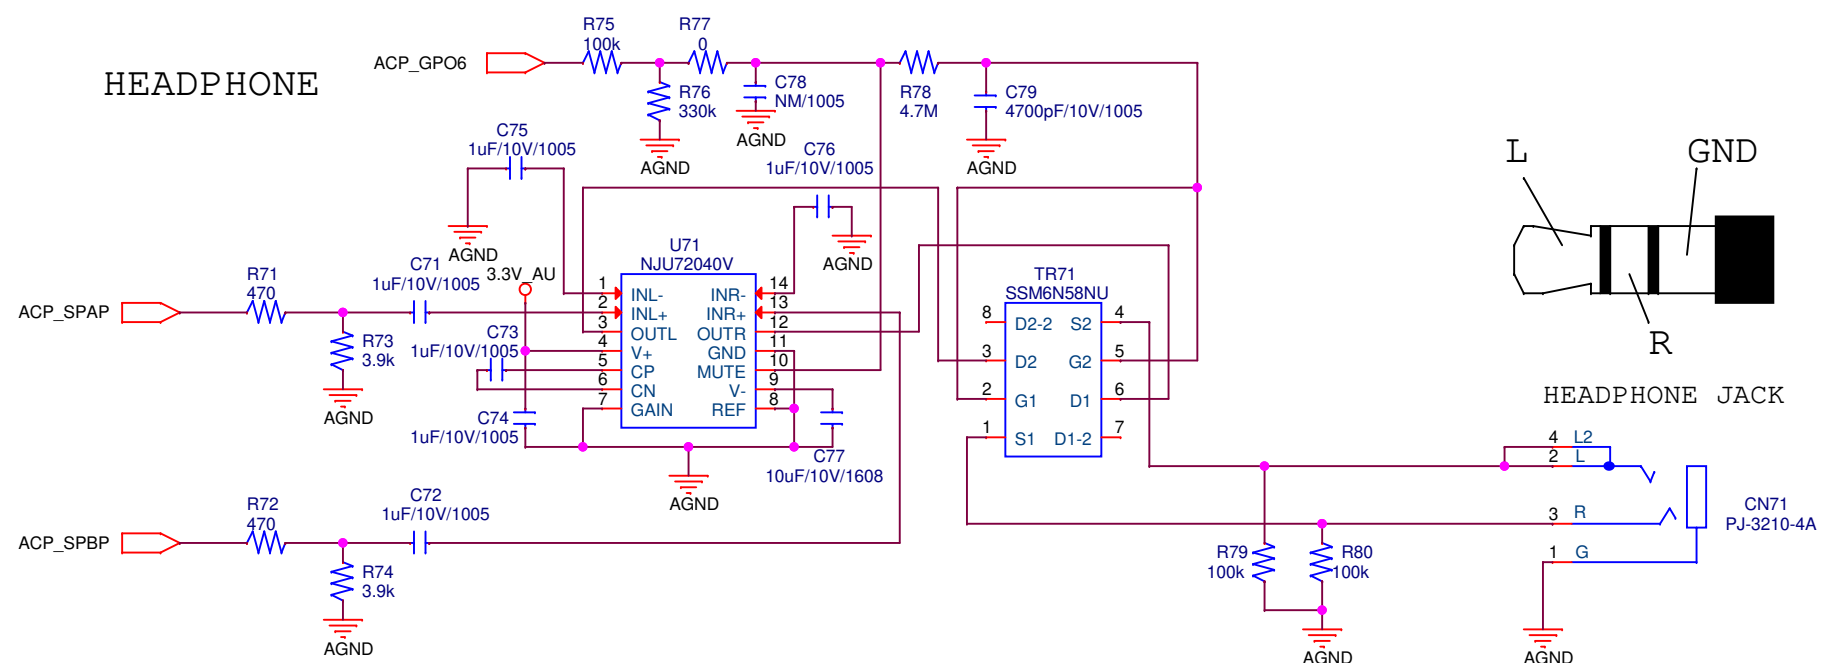 HEADPHONE
ACP_GPO6
R75
100k
R77
0
R76
330k
AGND
C78
NM/1005
AGND
R78
4.7M
C79
4700pF/10V/1005
AGND
C75
1uF/10V/1005
AGND
C76
1uF/10V/1005
AGND
ACP_SPAP
R71
470
R73
3.9k
AGND
C71
1uF/10V/1005
3.3V_AU
C73
1uF/10V/1005
C74
1uF/10V/1005
U71
NJU72040V
1 INL-
2 INL+
3 OUTL
4 V+
5 CP
6 CN
7 GAIN
INR- 14
INR+ 13
OUTR 12
GND 11
MUTE 10
V- 9
REF 8
AGND
C77
10uF/10V/1608
ACP_SPBP
R72
470
R74
3.9k
AGND
C72
1uF/10V/1005
TR71
SSM6N58NU
8 D2-2 S2 4
3 D2 G2 5
2 G1 D1 6
1 S1 D1-2 7
R79
100k
R80
100k
AGND
L
GND
R
HEADPHONE JACK
4 L2
2 L
3 R
1 G
CN71
PJ-3210-4A
AGND